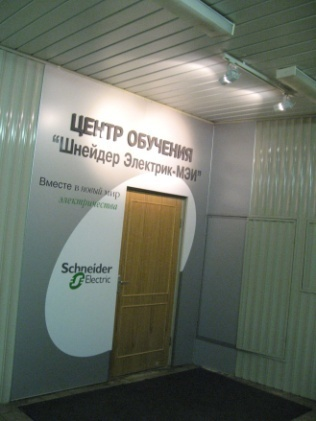 ЦЕНТР ОБУЧЕНИЯ
"Шнейдер Электрик-МЭИ"
Вместе в новый мир
электричества
Schneider
Electric